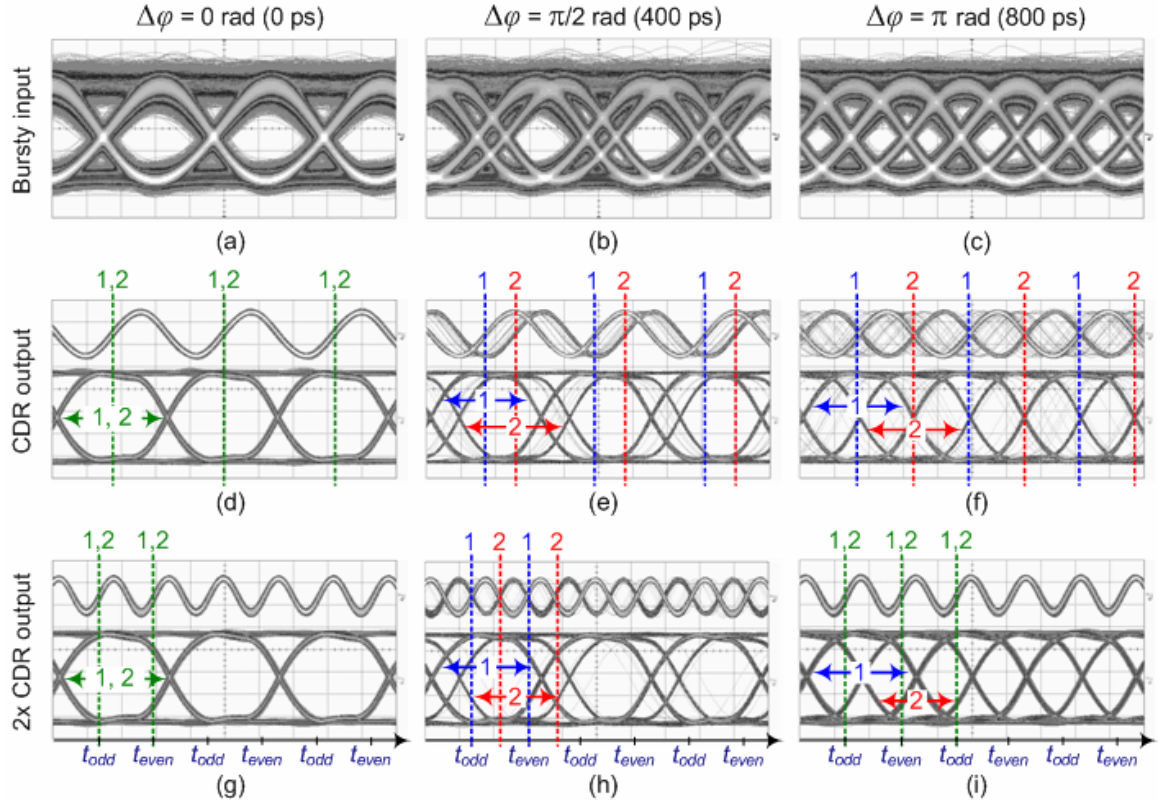 Δφ = 0 rad (0 ps) Δφ = π/2 rad (400 ps) Δφ = π rad (800 ps)
Bursty input
(a) (b) (c)
1,2 1,2 1,2 1 2 1 2 1 2 1 2 1 2 1 2
CDR output
1, 2 1 2 1 2
(d) (e) (f)
1,2 1,2 1 2 1 2 1,2 1,2 1,2
2x CDR output
1, 2 1 2 1 2
t_odd t_even t_odd t_even t_odd t_even t_odd t_even t_odd t_even t_odd t_even t_odd t_even t_odd t_even t_odd t_even
(g) (h) (i)